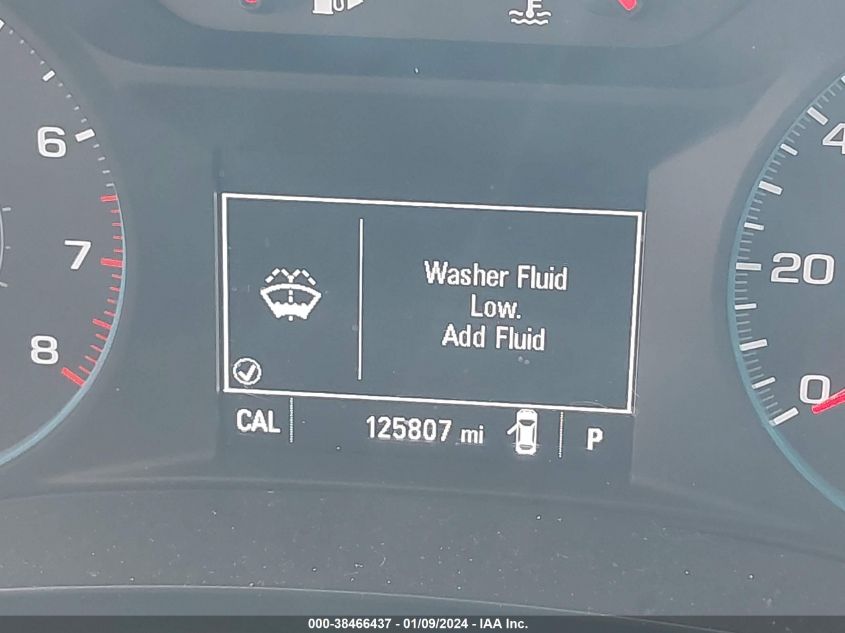 6
7
8
4
20
0
Washer Fluid
Low.
Add Fluid
CAL
125807 mi
P
000-38466437 - 01/09/2024 - IAA Inc.